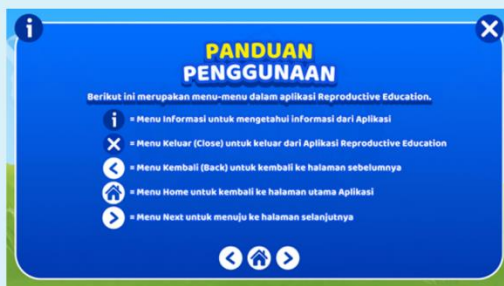 i
X
PANDUAN
PENGGUNAAN
Berikut ini merupakan menu-menu dalam aplikasi Reproductive Education.
i = Menu Informasi untuk mengetahui informasi dari Aplikasi
X = Menu Keluar (Close) untuk keluar dari Aplikasi Reproductive Education
< = Menu Kembali (Back) untuk kembali ke halaman sebelumnya
= Menu Home untuk kembali ke halaman utama Aplikasi
> = Menu Next untuk menuju ke halaman selanjutnya